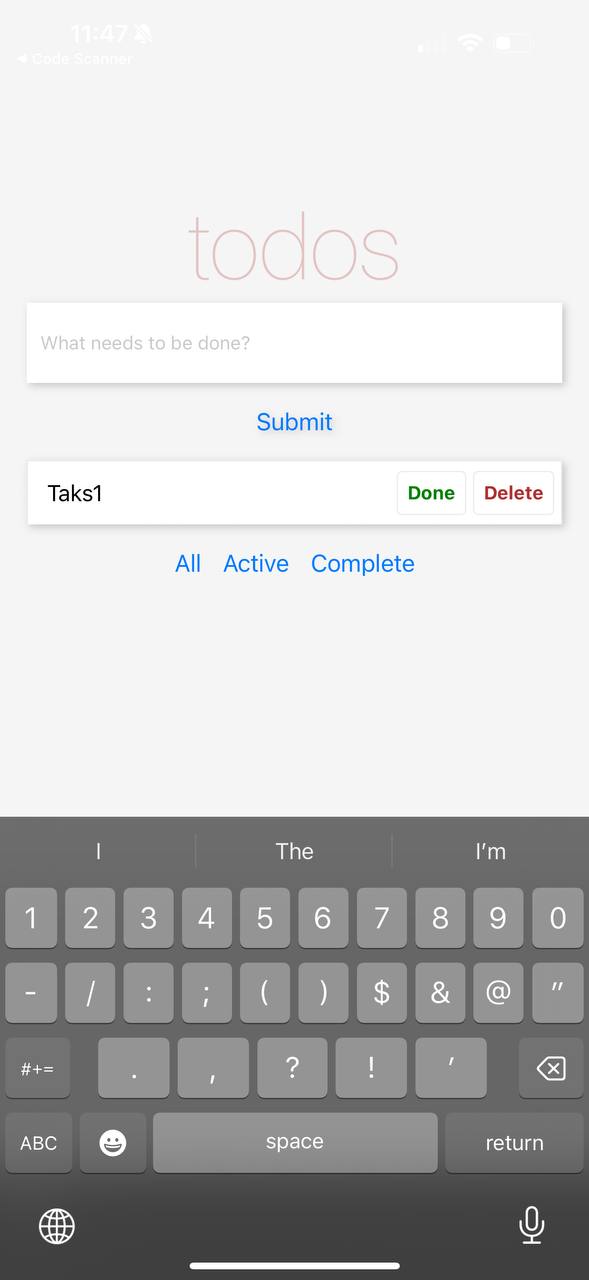 11:47
◀ Code Scanner
todos
What needs to be done?
Submit
Taks1 Done Delete
All Active Complete
I The I'm
1 2 3 4 5 6 7 8 9 0
- / : ; ( ) $ & @ "
#+= . , ? ! '
ABC space return